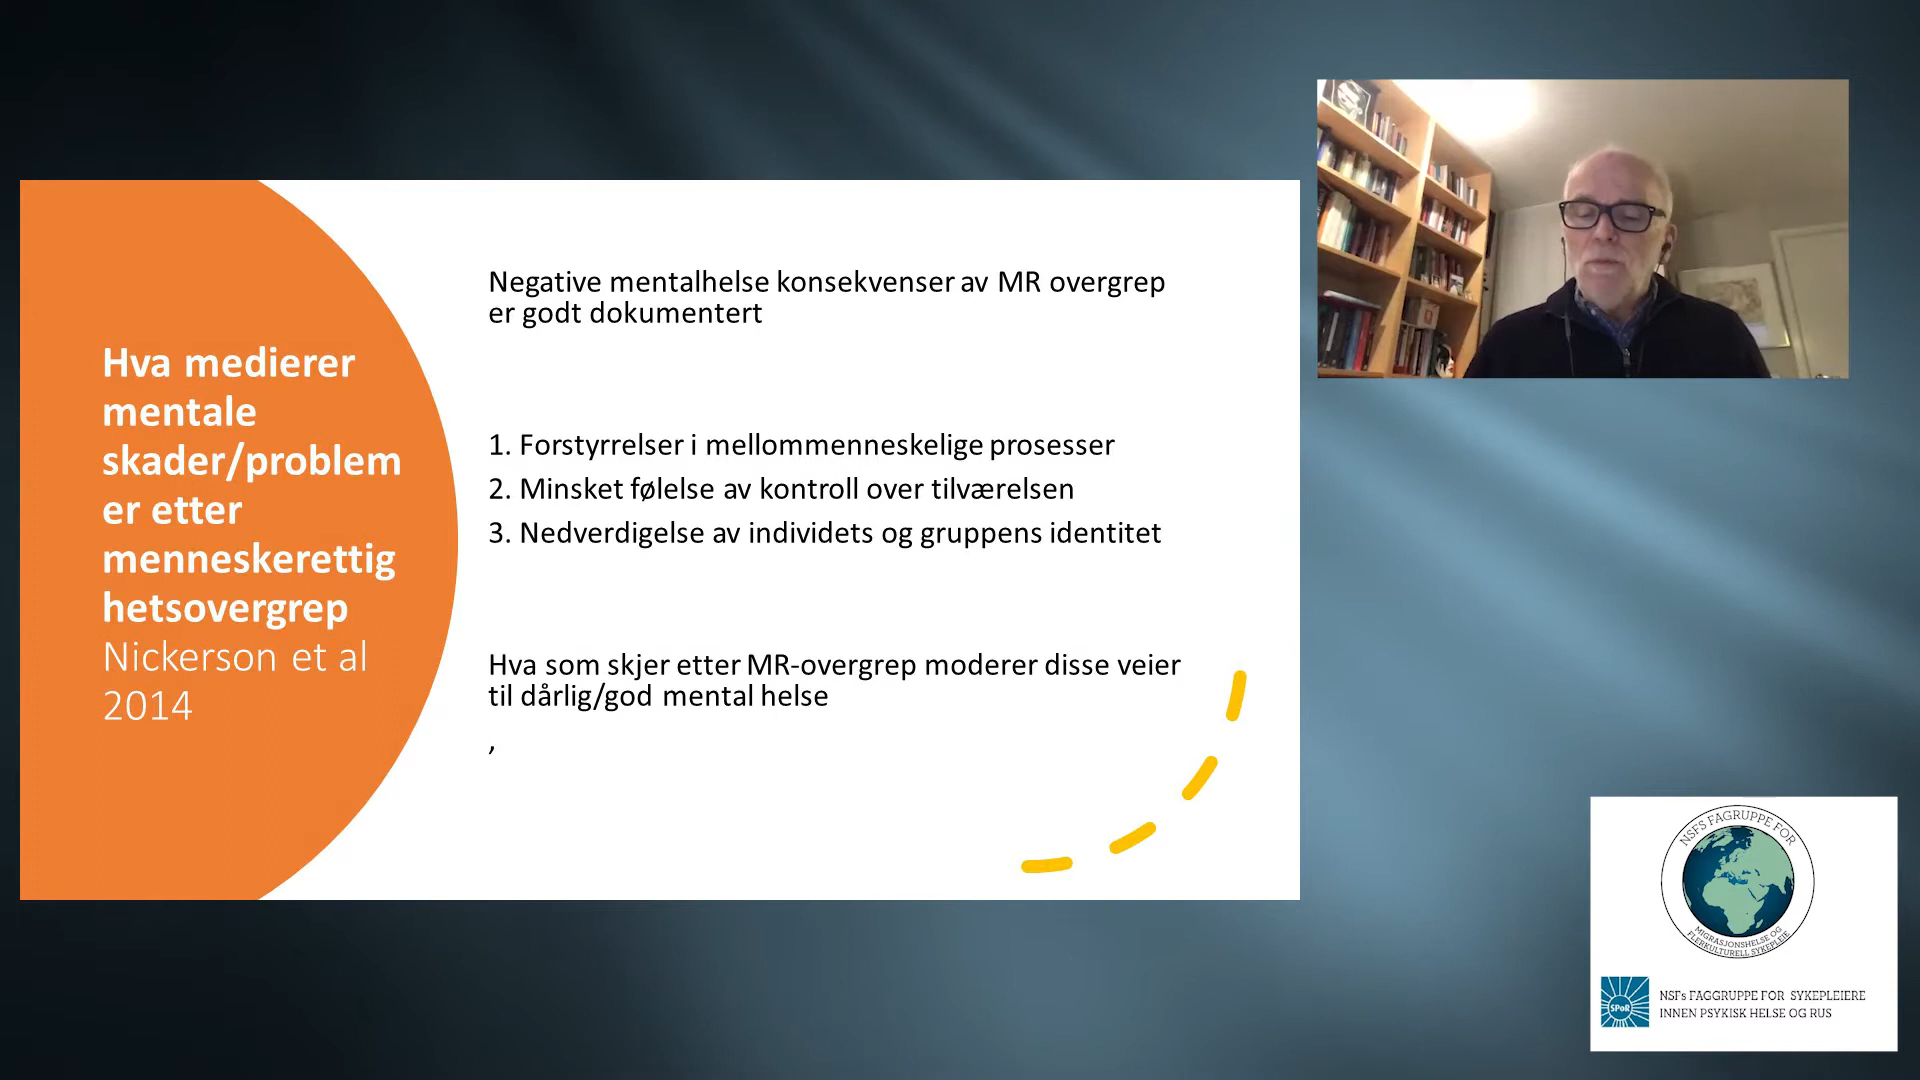 Hva medierer
mentale
skader/problem
er etter
menneskerettig
hetsovergrep
Nickerson et al
2014
Negative mentalhelse konsekvenser av MR overgrep
er godt dokumentert
1. Forstyrrelser i mellommenneskelige prosesser
2. Minsket følelse av kontroll over tilværelsen
3. Nedverdigelse av individets og gruppens identitet
Hva som skjer etter MR-overgrep moderer disse veier
til dårlig/god mental helse
,
NSFS FAGRUPPE FOR
MIGRASJONSHELSE OG
FLERKULTURELL SYKEPLEIE
SPoR
NSFs FAGGRUPPE FOR SYKEPLEIERE
INNEN PSYKISK HELSE OG RUS